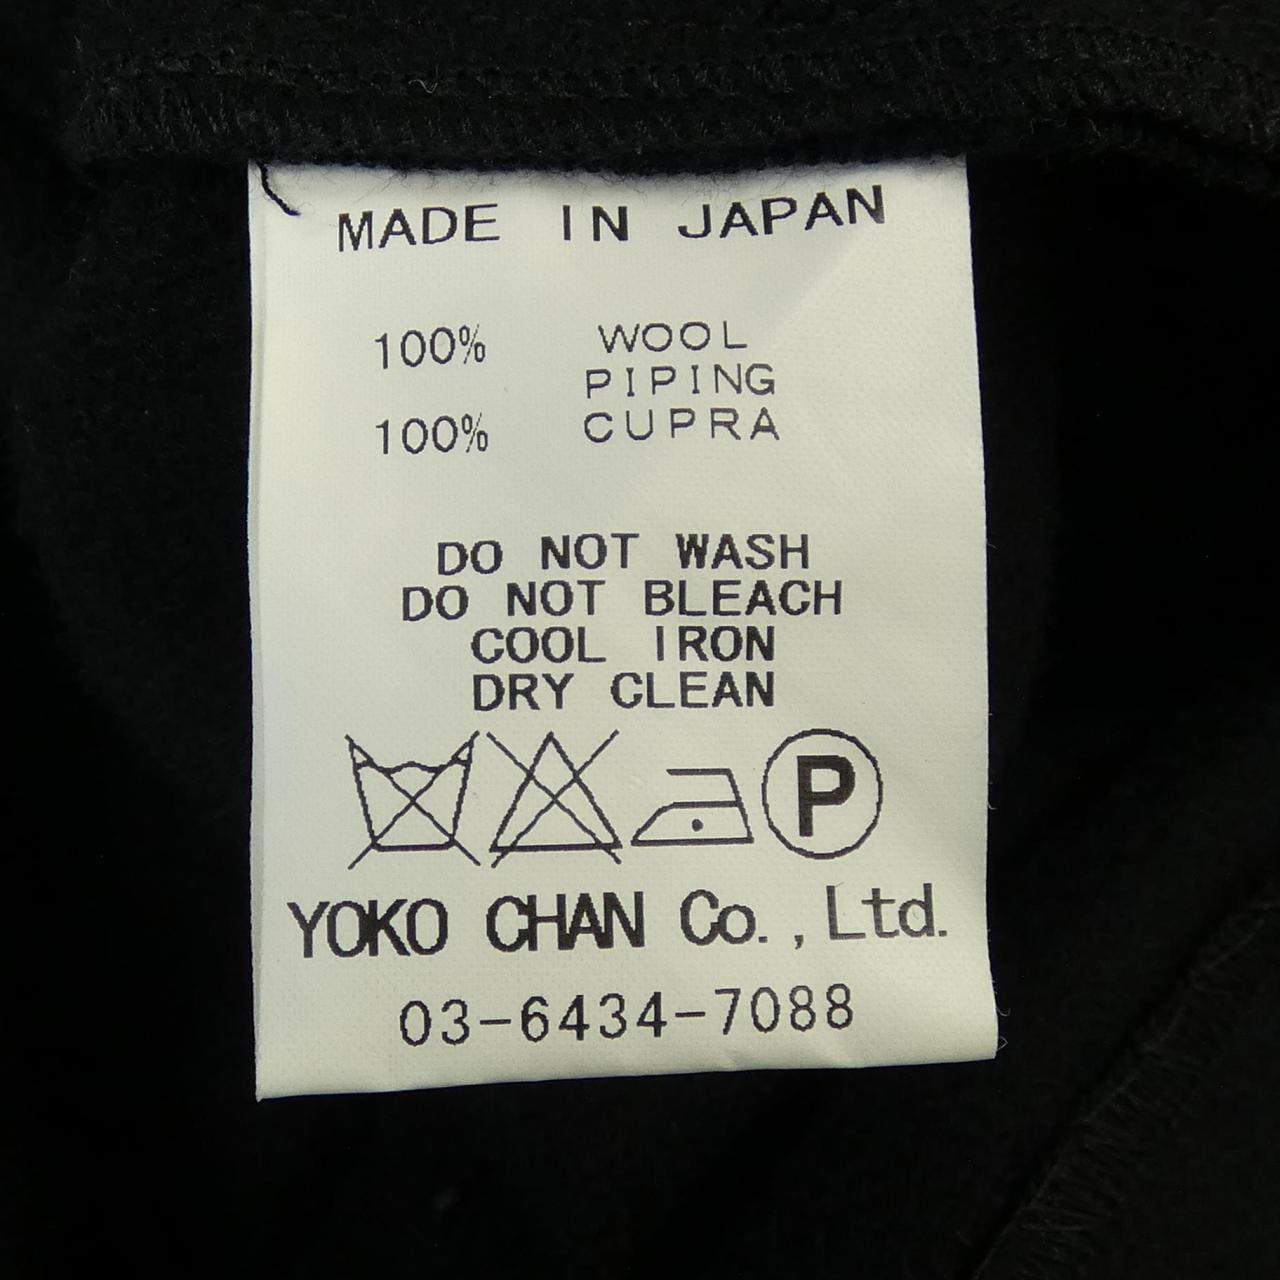 MADE IN JAPAN
100% WOOL
PIPING
100% CUPRA
DO NOT WASH
DO NOT BLEACH
COOL IRON
DRY CLEAN
P
YOKO CHAN Co.,Ltd.
03-6434-7088